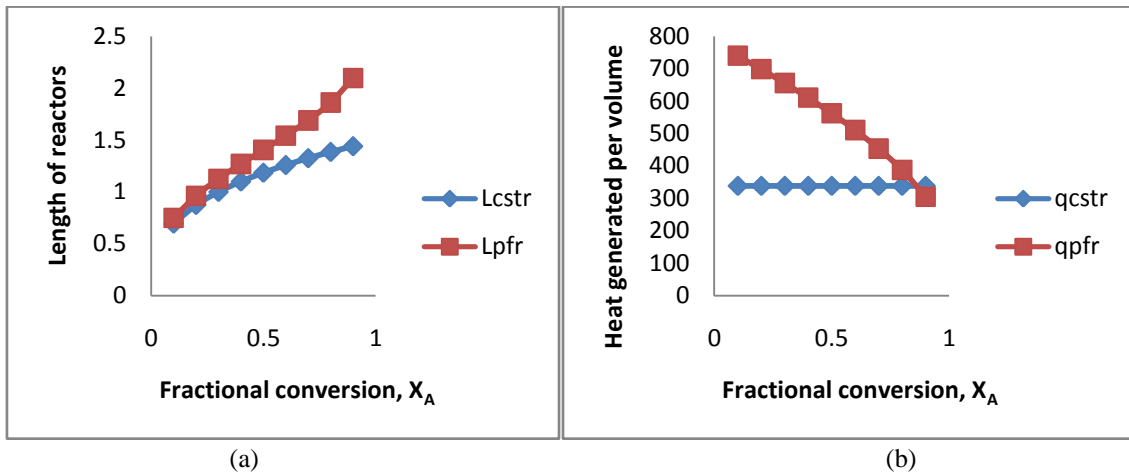 Length of reactors
2.5
2
1.5
1
0.5
0
0 0.5 1
Fractional conversion, X_A
Lcstr
Lpfr
(a)
Heat generated per volume
800
700
600
500
400
300
200
100
0
0 0.5 1
Fractional conversion, X_A
qcstr
qpfr
(b)